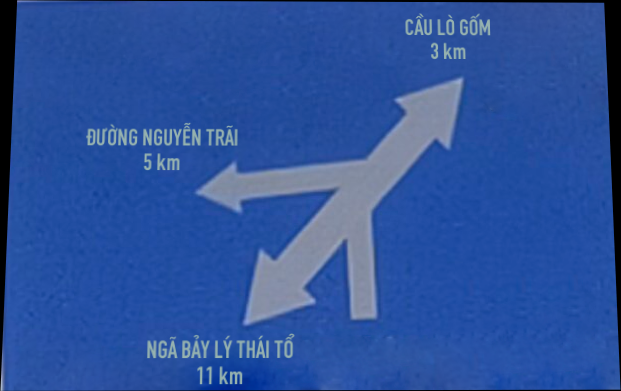 CẦU LÒ GỐM
3 km
ĐƯỜNG NGUYỄN TRÃI
5 km
NGÃ BẢY LÝ THÁI TỔ
11 km